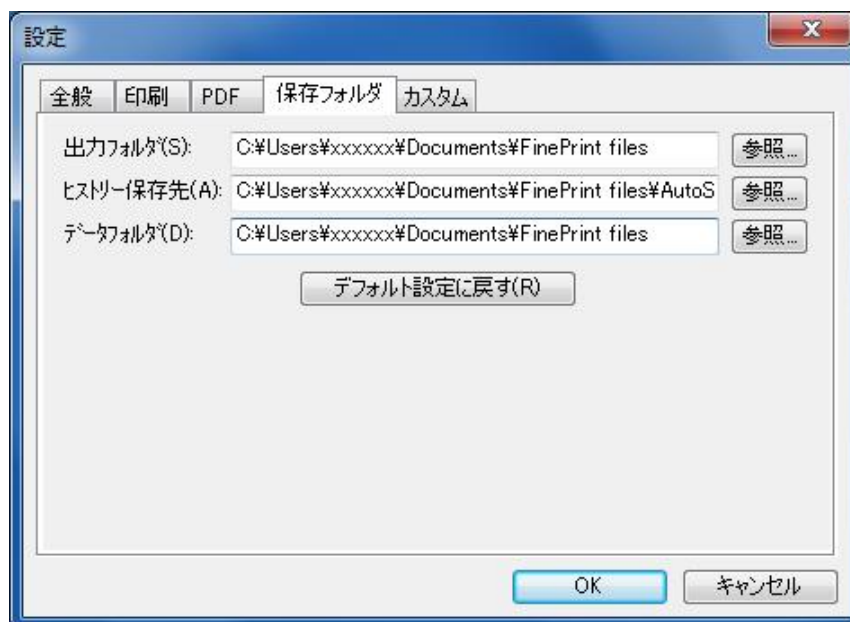 設定
全般 印刷 PDF 保存フォルダ カスタム
出力フォルダ(S): C:¥Users¥xxxxxx¥Documents¥FinePrint files 参照...
ヒストリー保存先(A): C:¥Users¥xxxxxx¥Documents¥FinePrint files¥AutoS 参照...
データフォルダ(D): C:¥Users¥xxxxxx¥Documents¥FinePrint files 参照...
デフォルト設定に戻す(R)
OK キャンセル